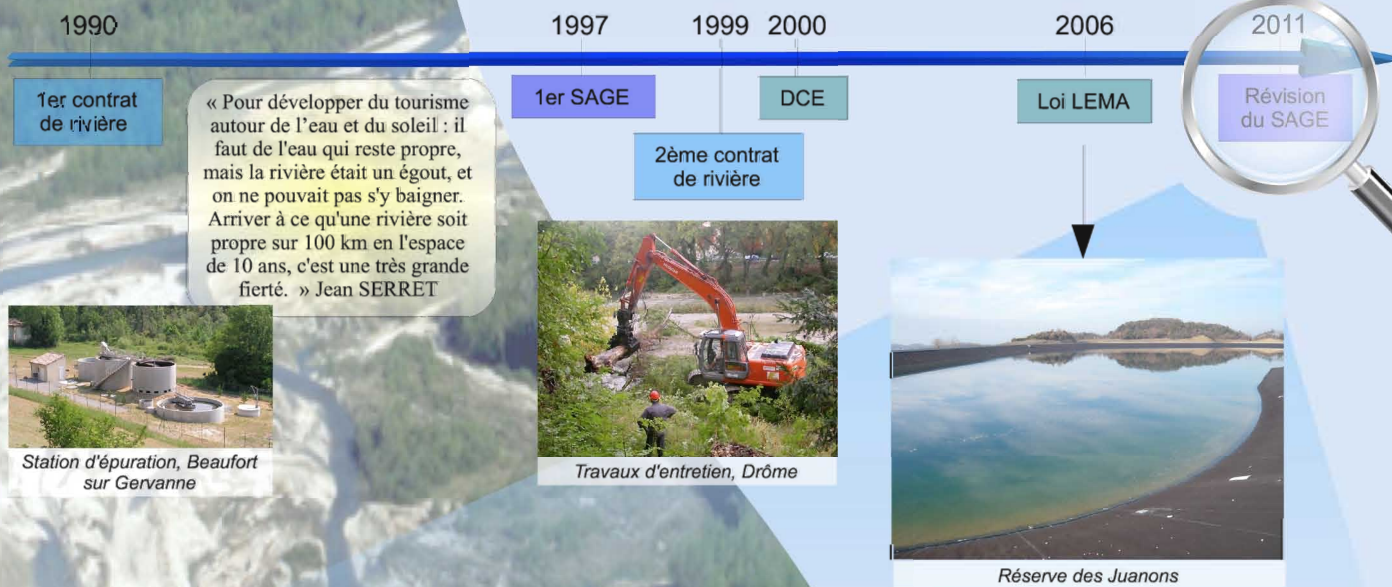 1990
1997
1999
2000
2006
2011
1er contrat
de rivière
« Pour développer du tourisme
autour de l'eau et du soleil : il
faut de l'eau qui reste propre,
mais la rivière était un égout, et
on ne pouvait pas s'y baigner.
Arriver à ce qu'une rivière soit
propre sur 100 km en l'espace
de 10 ans, c'est une très grande
fierté. » Jean SERRET
1er SAGE
2ème contrat
de rivière
DCE
Loi LEMA
Révision
du SAGE
Station d'épuration, Beaufort
sur Gervanne
Travaux d'entretien, Drôme
Réserve des Juanons